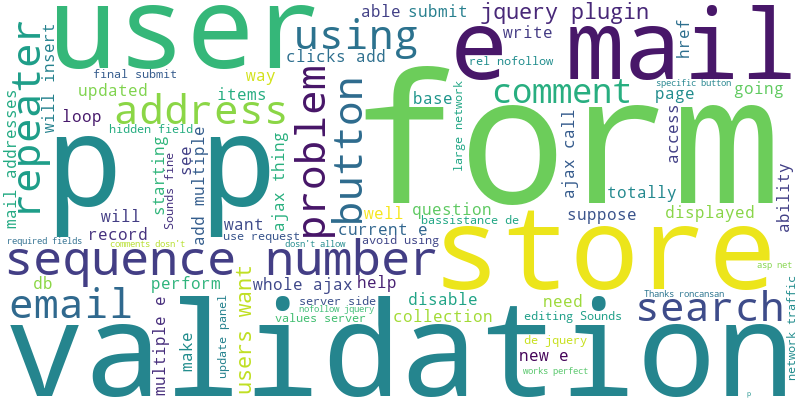 user
e mail
jquery plugin
able
submit
using
write
href
clicks add
rel nofollow
final submit
way
specific button
will insert
repeater
mail addresses
updated
items
address
base
comment
page
going
large network
loop
hidden field
button
problem
form
p p
starting
see
Sounds fine
add multiple
ajax thing
ajax call
access
totally
ability
will
want
well
question
bassistance de
suppose
displayed
record
use request
current e
required fields
comments dosn't
dosn't allow
avoid using
sequence number
store
asp net
db
perform
whole ajax
help
users want
email
server side
disable
need
Thanks roncansan
search
nofollow jquery
values server
collection
editing Sounds
multiple e
make
update panel
de jquery
new e
works perfect
network traffic
validation
p